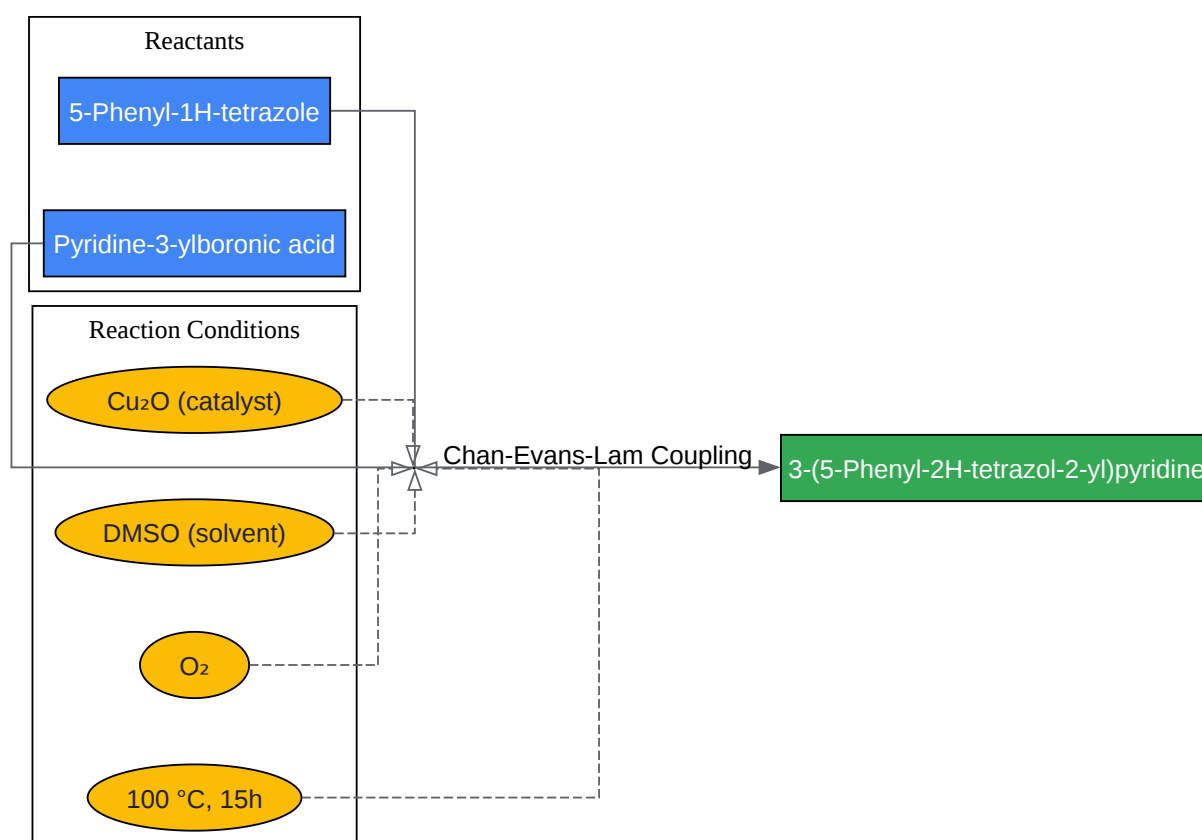 Reactants
5-Phenyl-1H-tetrazole
Pyridine-3-ylboronic acid
Reaction Conditions
Cu₂O (catalyst)
Chan-Evans-Lam Coupling
3-(5-Phenyl-2H-tetrazol-2-yl)pyridine
DMSO (solvent)
O₂
100 °C, 15h